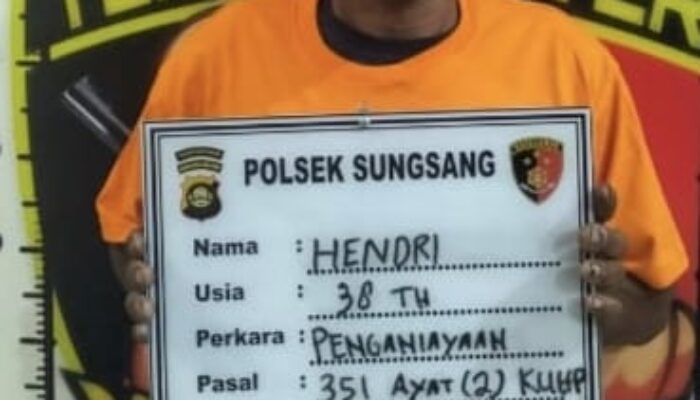 POLSEK SUNGSANG
Nama : HENDRI
Usia : 38 TH
Perkara : PENGANIAYAAN
Pasal : 351 AYAT (2) KUHP